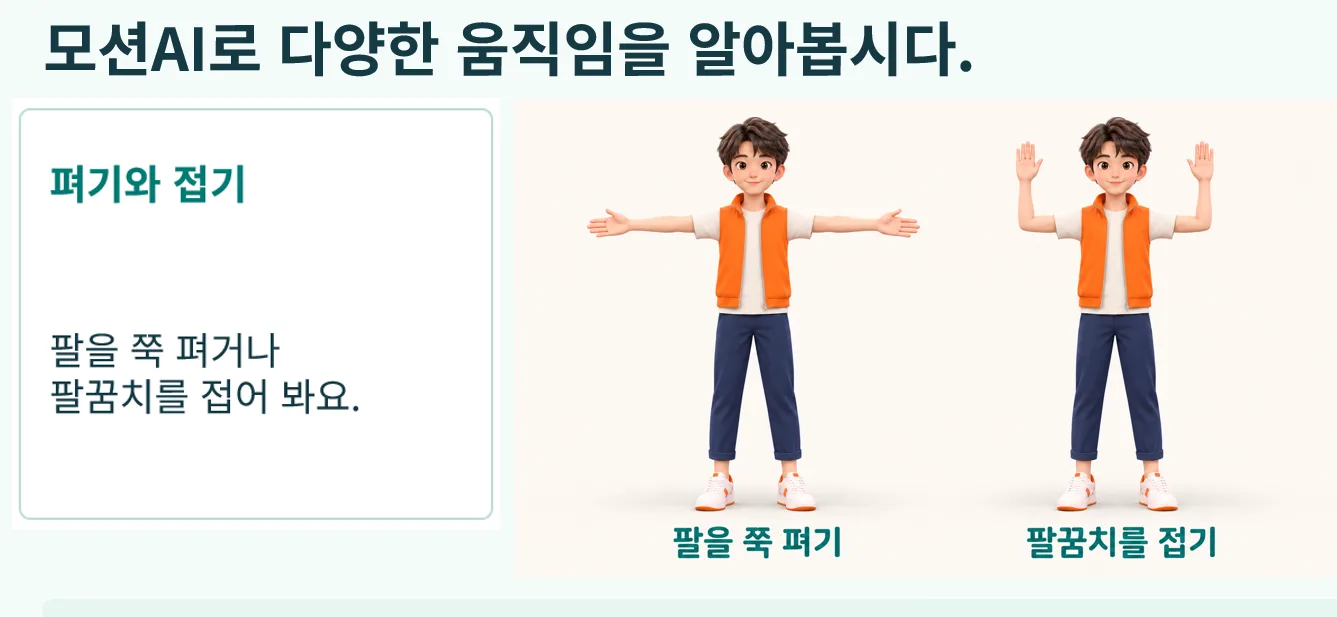 모션AI로 다양한 움직임을 알아봅시다.
펴기와 접기
팔을 쭉 펴거나
팔꿈치를 접어 봐요.
팔을 쭉 펴기
팔꿈치를 접기